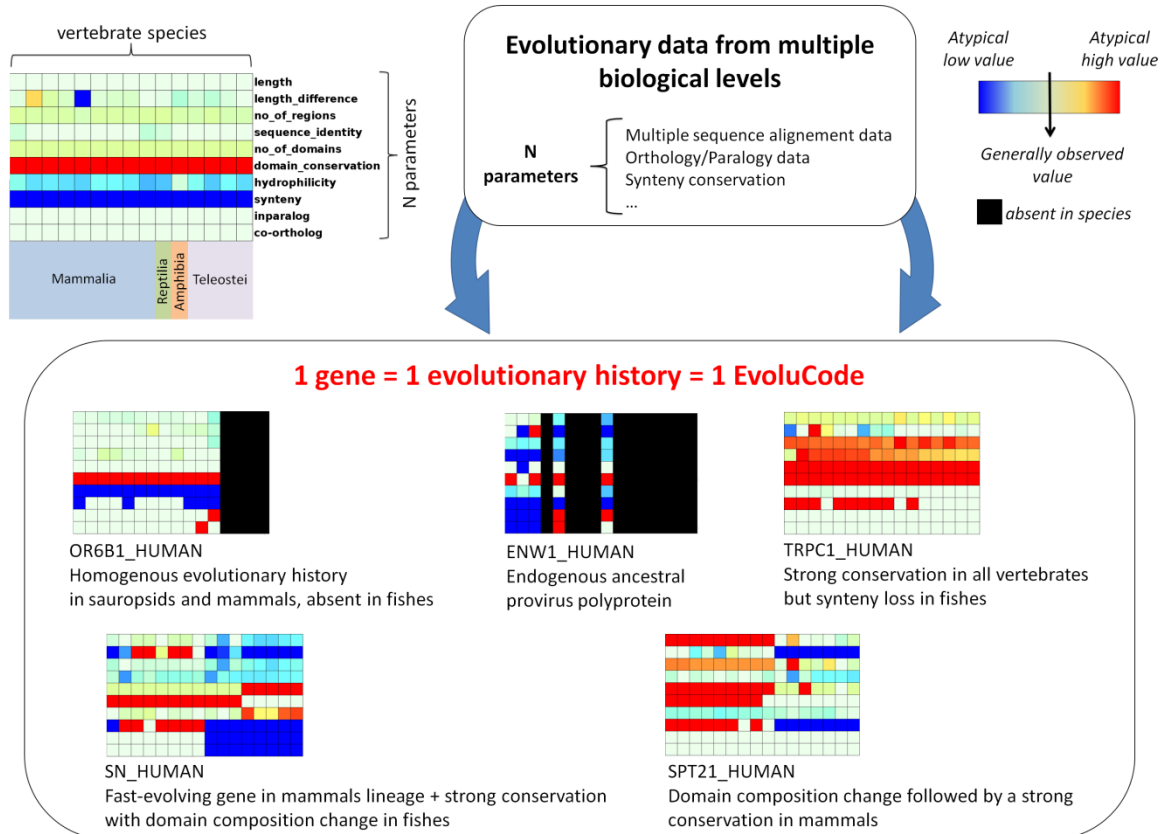 vertebrate species
length
length_difference
no_of_regions
sequence_identity
no_of_domains
domain_conservation
hydrophilicity
synteny
inparalog
co-ortholog
N parameters
Mammalia
Reptilia
Amphibia
Teleostei
Evolutionary data from multiple
biological levels
N
parameters
Multiple sequence alignement data
Orthology/Paralogy data
Synteny conservation
...
Atypical
low value
Atypical
high value
Generally observed
value
absent in species
1 gene = 1 evolutionary history = 1 EvoluCode
OR6B1_HUMAN
Homogenous evolutionary history
in sauropsids and mammals, absent in fishes
ENW1_HUMAN
Endogenous ancestral
provirus polyprotein
TRPC1_HUMAN
Strong conservation in all vertebrates
but synteny loss in fishes
SN_HUMAN
Fast-evolving gene in mammals lineage + strong conservation
with domain composition change in fishes
SPT21_HUMAN
Domain composition change followed by a strong
conservation in mammals